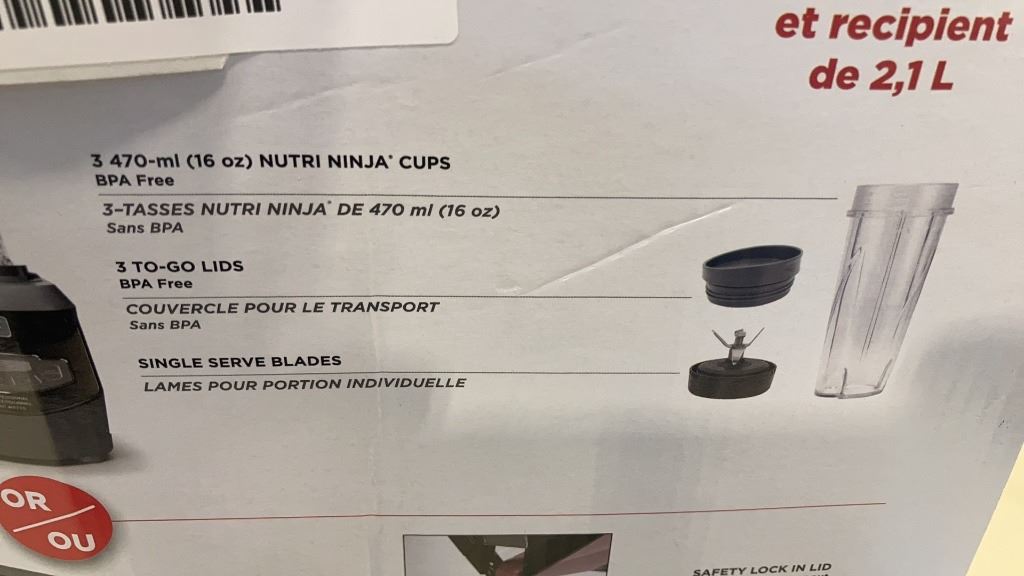 et recipient
de 2,1 L
3 470-ml (16 oz) NUTRI NINJA* CUPS
BPA Free
3-TASSES NUTRI NINJA* DE 470 ml (16 oz)
Sans BPA
3 TO-GO LIDS
BPA Free
COUVERCLE POUR LE TRANSPORT
Sans BPA
SINGLE SERVE BLADES
LAMES POUR PORTION INDIVIDUELLE
OR
OU
SAFETY LOCK IN LID